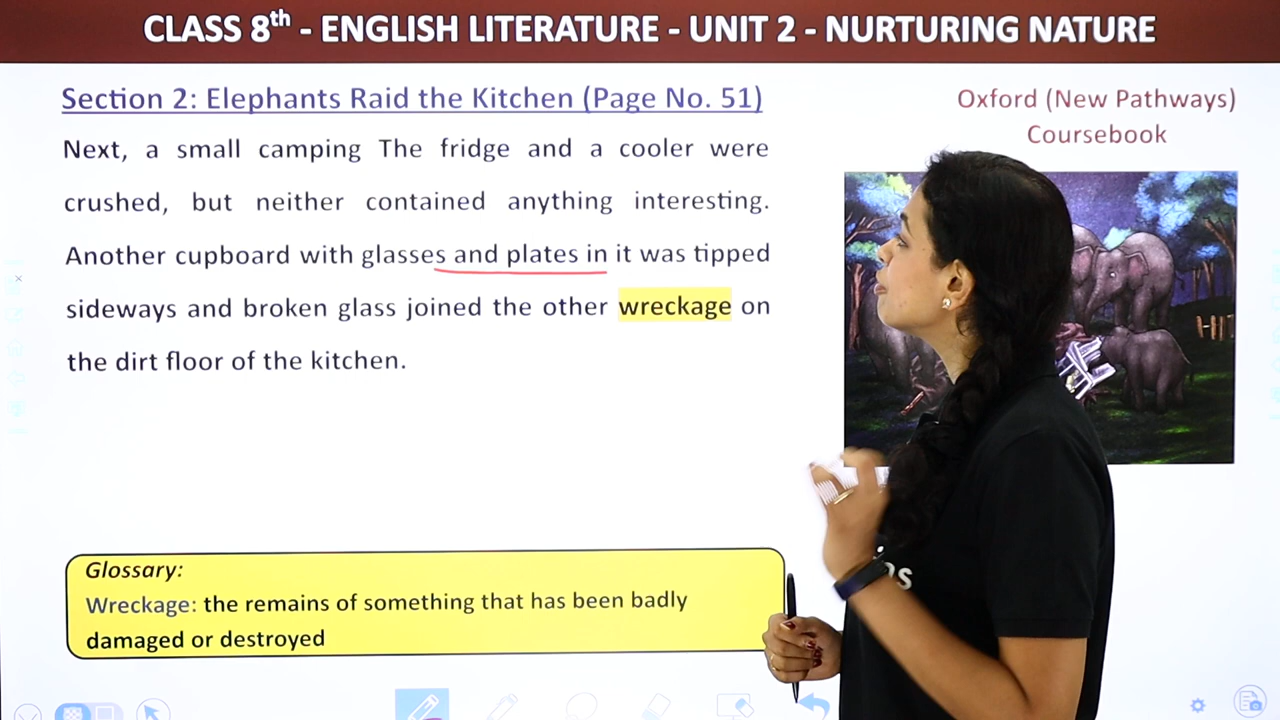 CLASS 8th - ENGLISH LITERATURE - UNIT 2 - NURTURING NATURE
Section 2: Elephants Raid the Kitchen (Page No. 51)
Next, a small camping The fridge and a cooler were
crushed, but neither contained anything interesting.
Another cupboard with glasses and plates in it was tipped
sideways and broken glass joined the other wreckage on
the dirt floor of the kitchen.
Oxford (New Pathways)
Coursebook
Glossary:
Wreckage: the remains of something that has been badly
damaged or destroyed